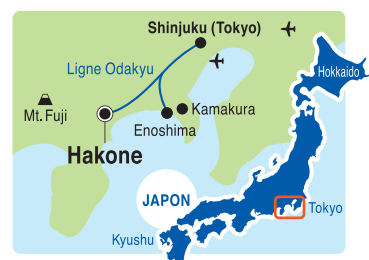 Shinjuku (Tokyo)
Ligne Odakyu
Hokkaido
Mt. Fuji
Kamakura
Enoshima
Hakone
JAPON
Tokyo
Kyushu